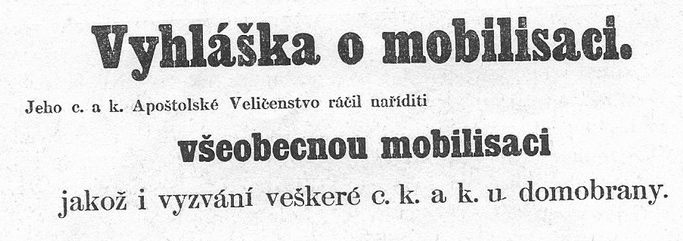 Vyhláška o mobilisaci.
Jeho c. a k. Apoštolské Veličenstvo ráčil naříditi
všeobecnou mobilisaci
jakož i vyzvání veškeré c. k. a k. u. domobrany.